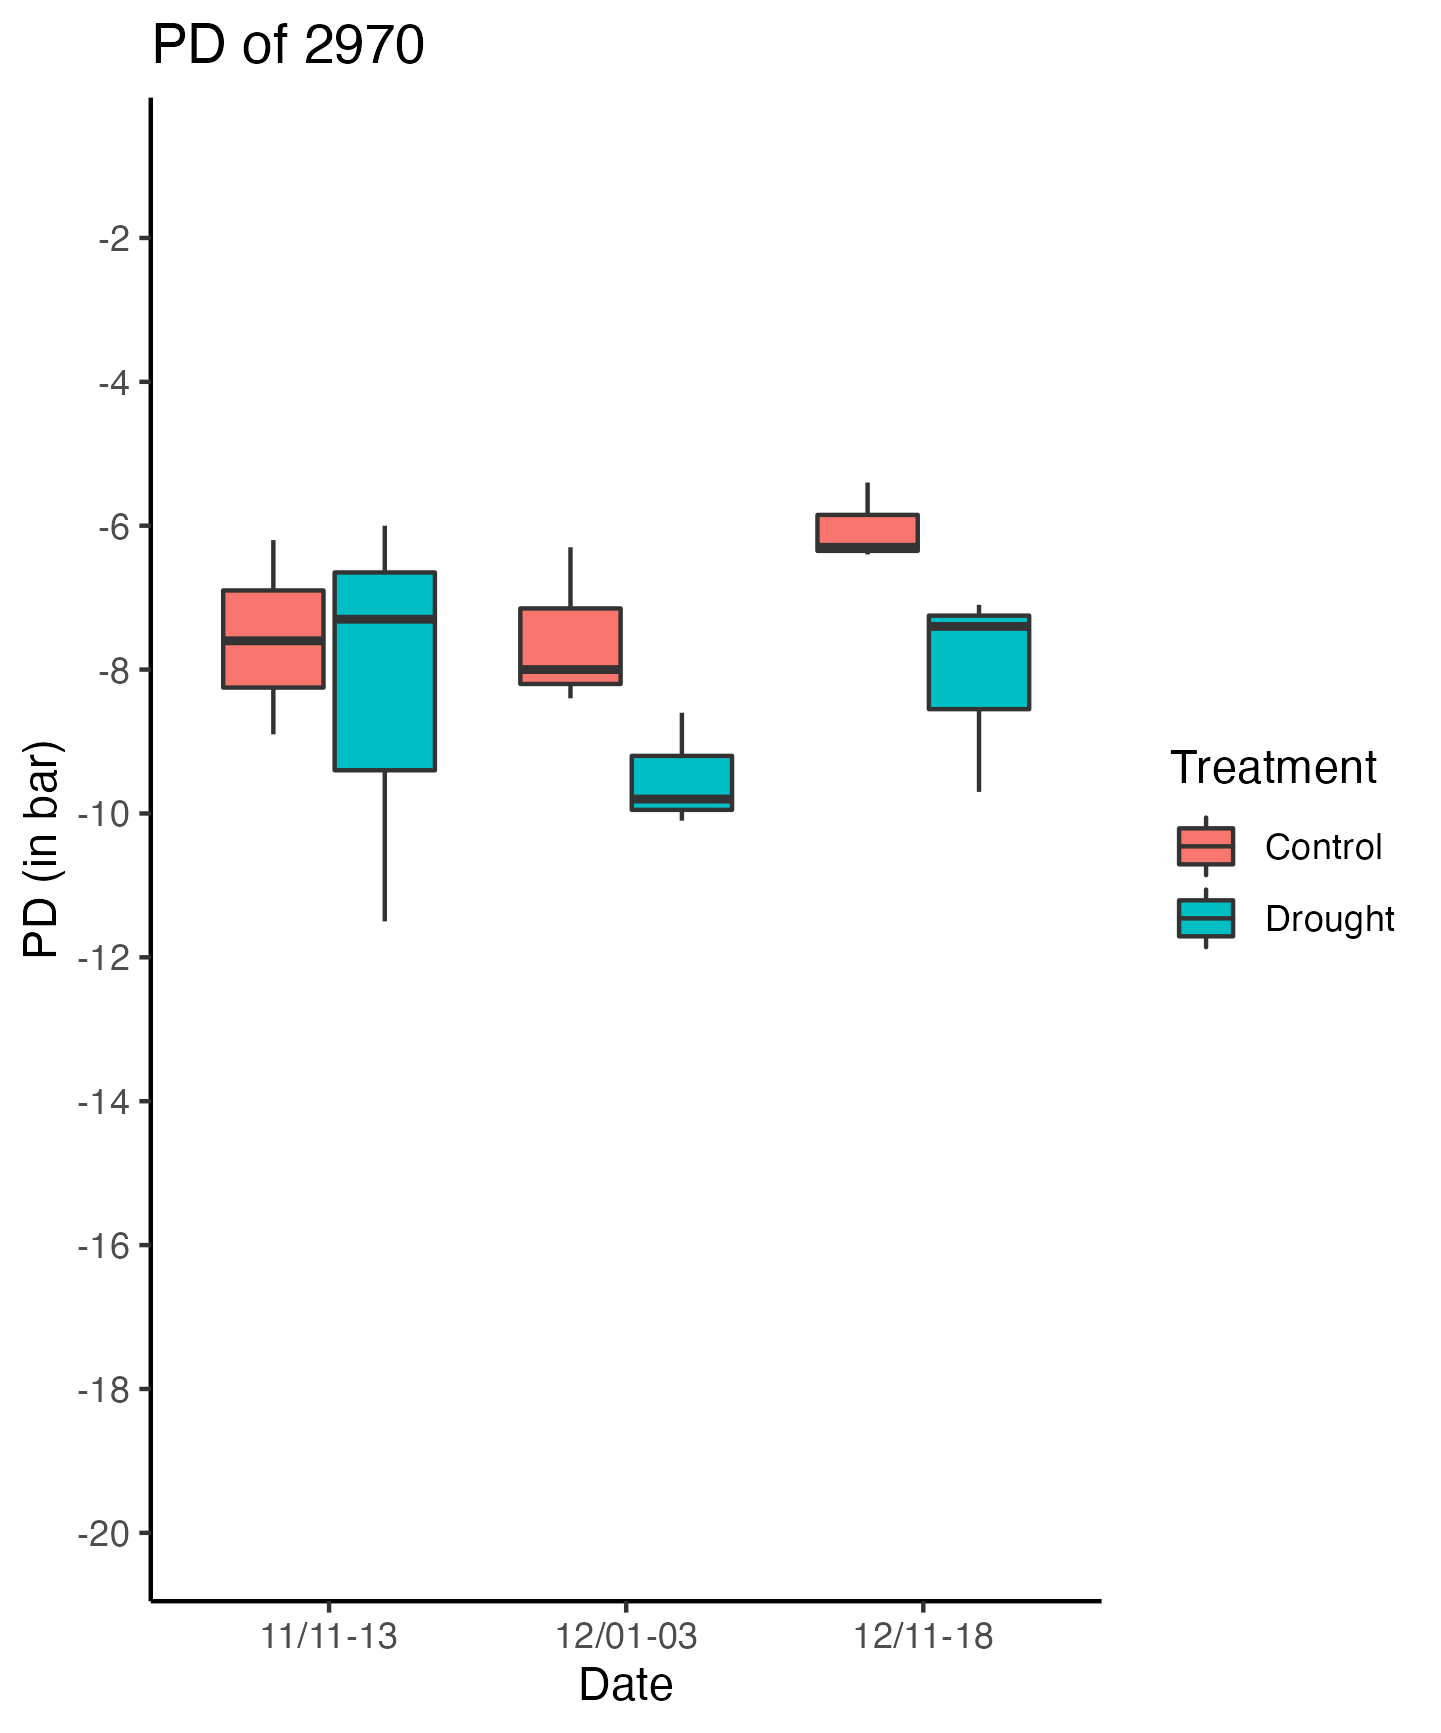 PD of 2970
-2
-4
-6
-8
-10
-12
-14
-16
-18
-20
PD (in bar)
11/11-13
12/01-03
12/11-18
Date
Treatment
Control
Drought